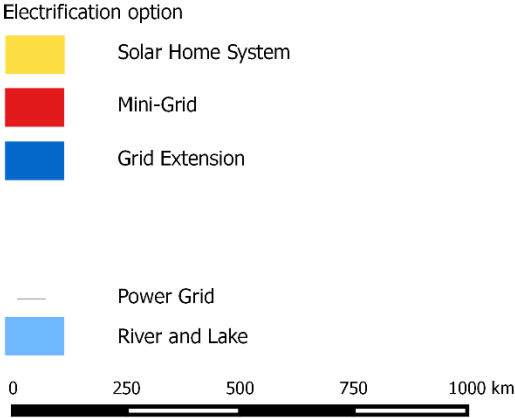 Electrification option
Solar Home System
Mini-Grid
Grid Extension
Power Grid
River and Lake
0 250 500 750 1000 km